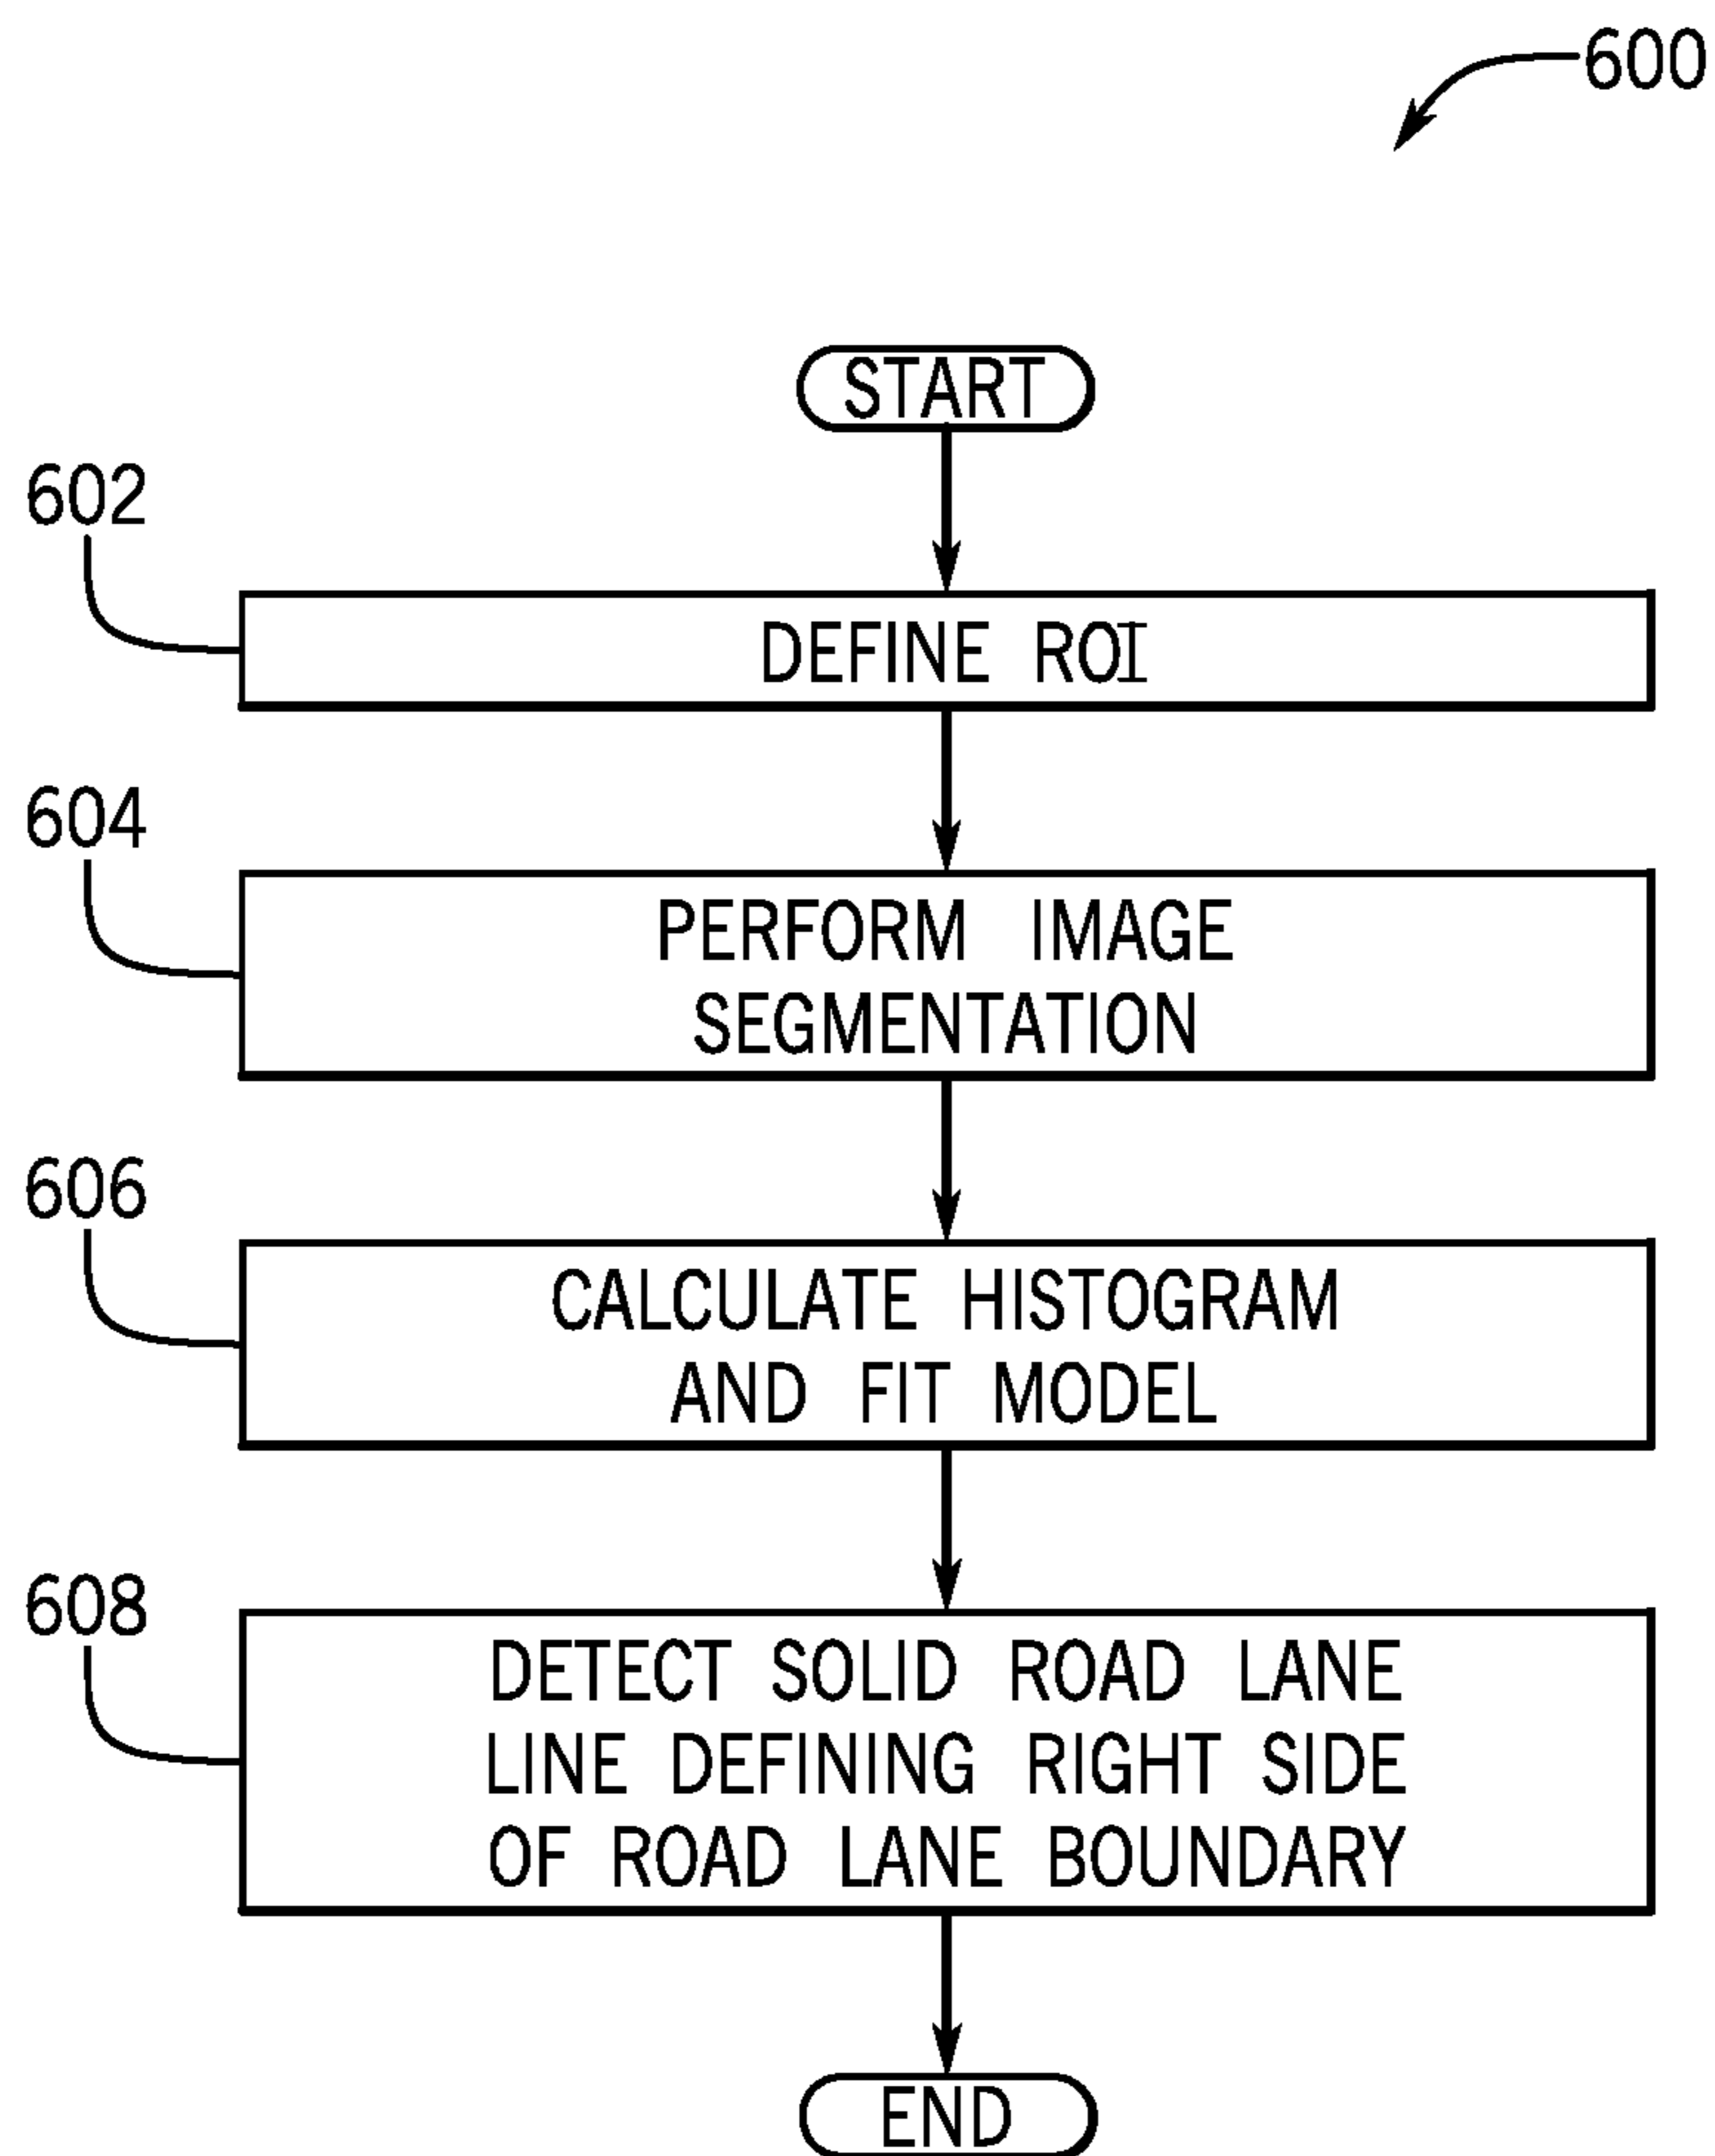 600
START
602
DEFINE ROI
604
PERFORM IMAGE
SEGMENTATION
606
CALCULATE HISTOGRAM
AND FIT MODEL
608
DETECT SOLID ROAD LANE
LINE DEFINING RIGHT SIDE
OF ROAD LANE BOUNDARY
END